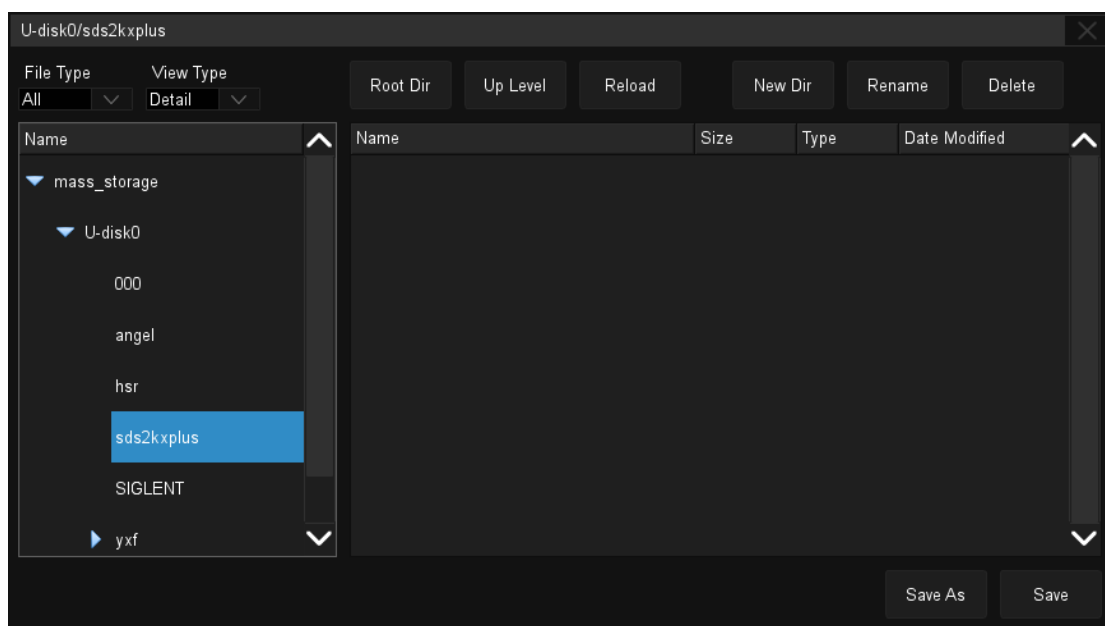 U-disk0/sds2kxplus
File Type View Type
All Detail
Root Dir Up Level Reload New Dir Rename Delete
Name
mass_storage
U-disk0
000
angel
hsr
sds2kxplus
SIGLENT
yxf
Name Size Type Date Modified
Save As Save